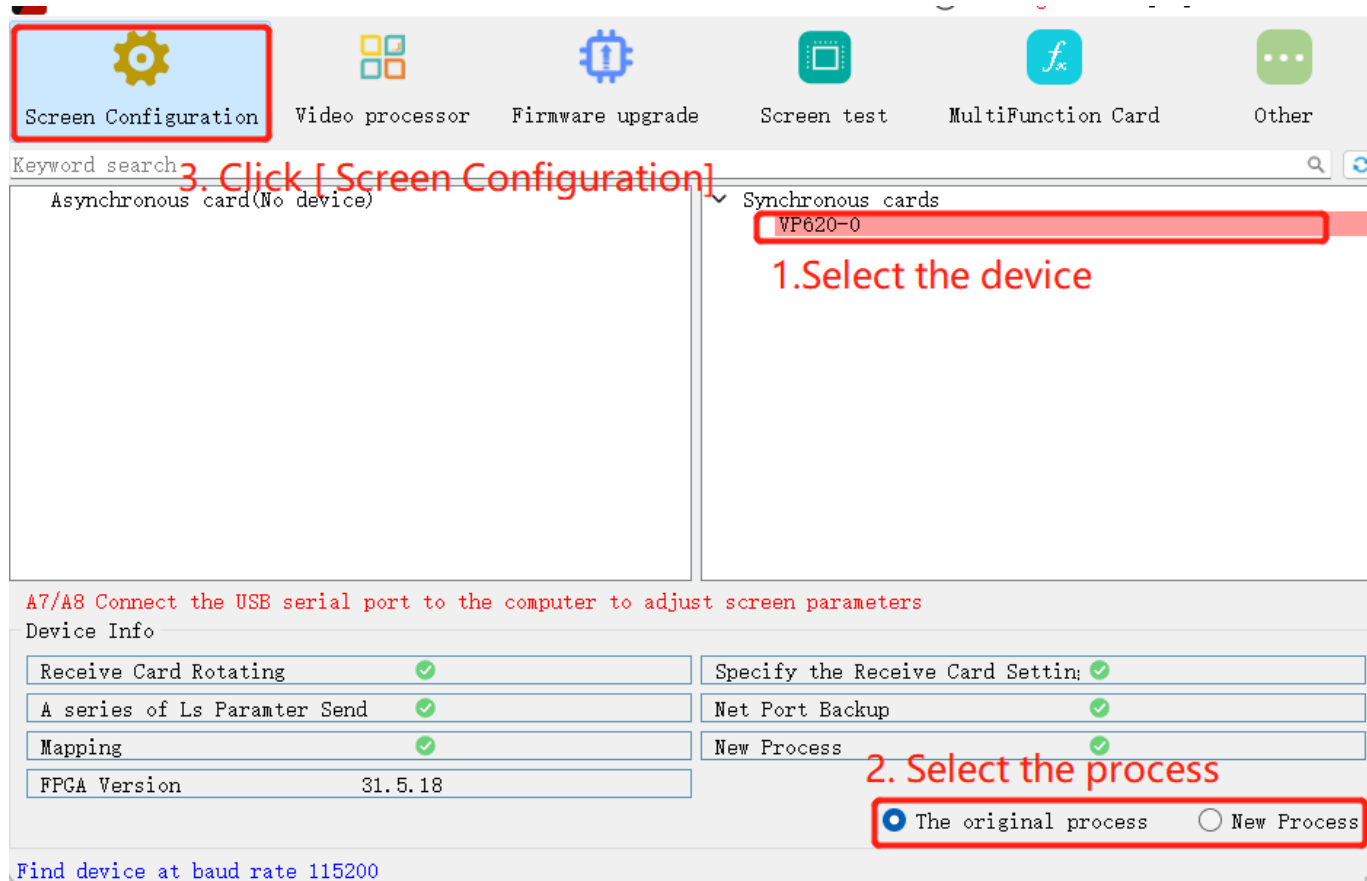 Screen Configuration
Video processor
Firmware upgrade
Screen test
MultiFunction Card
Other
Keyword search
3. Click [ Screen Configuration]
Asynchronous card(No device)
Synchronous cards
VP620-0
1.Select the device
A7/A8 Connect the USB serial port to the computer to adjust screen parameters
Device Info
Receive Card Rotating
Specify the Receive Card Settin
A series of Ls Paramter Send
Net Port Backup
Mapping
New Process
2. Select the process
FPGA Version 31.5.18
The original process
New Process
Find device at baud rate 115200